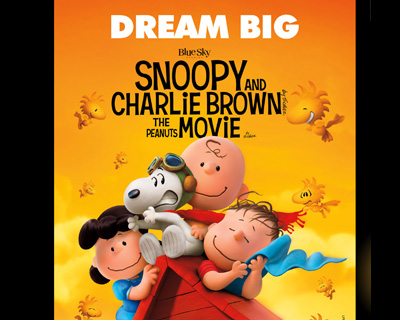 DREAM BIG
Blue Sky
SNOOPY AND
CHARLIE BROWN
THE PEANUTS MOVIE